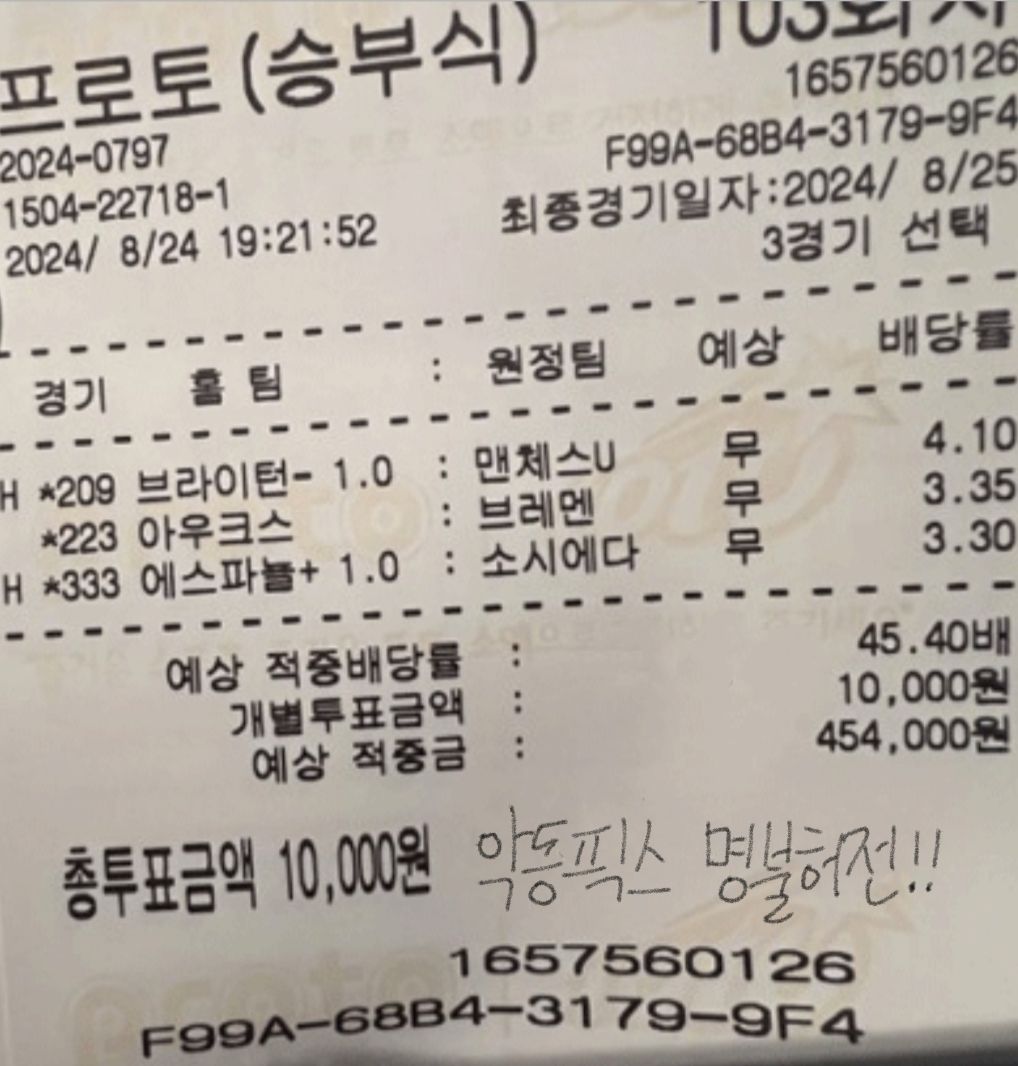 프로토(승부식) 103회차
1657560126
2024-0797 F99A-68B4-3179-9F4
1504-22718-1 최종경기일자:2024/ 8/25
2024/ 8/24 19:21:52 3경기 선택
경기 홈 팀 : 원정팀 예상 배당률
H *209 브라이턴- 1.0 : 맨체스U 무 4.10
*223 아우크스 : 브레멘 무 3.35
H *333 에스파뇰+ 1.0 : 소시에다 무 3.30
예상 적중배당률 : 45.40배
개별투표금액 : 10,000원
예상 적중금 : 454,000원
총투표금액 10,000원 악동픽스 명불허전!!
1657560126
F99A-68B4-3179-9F4